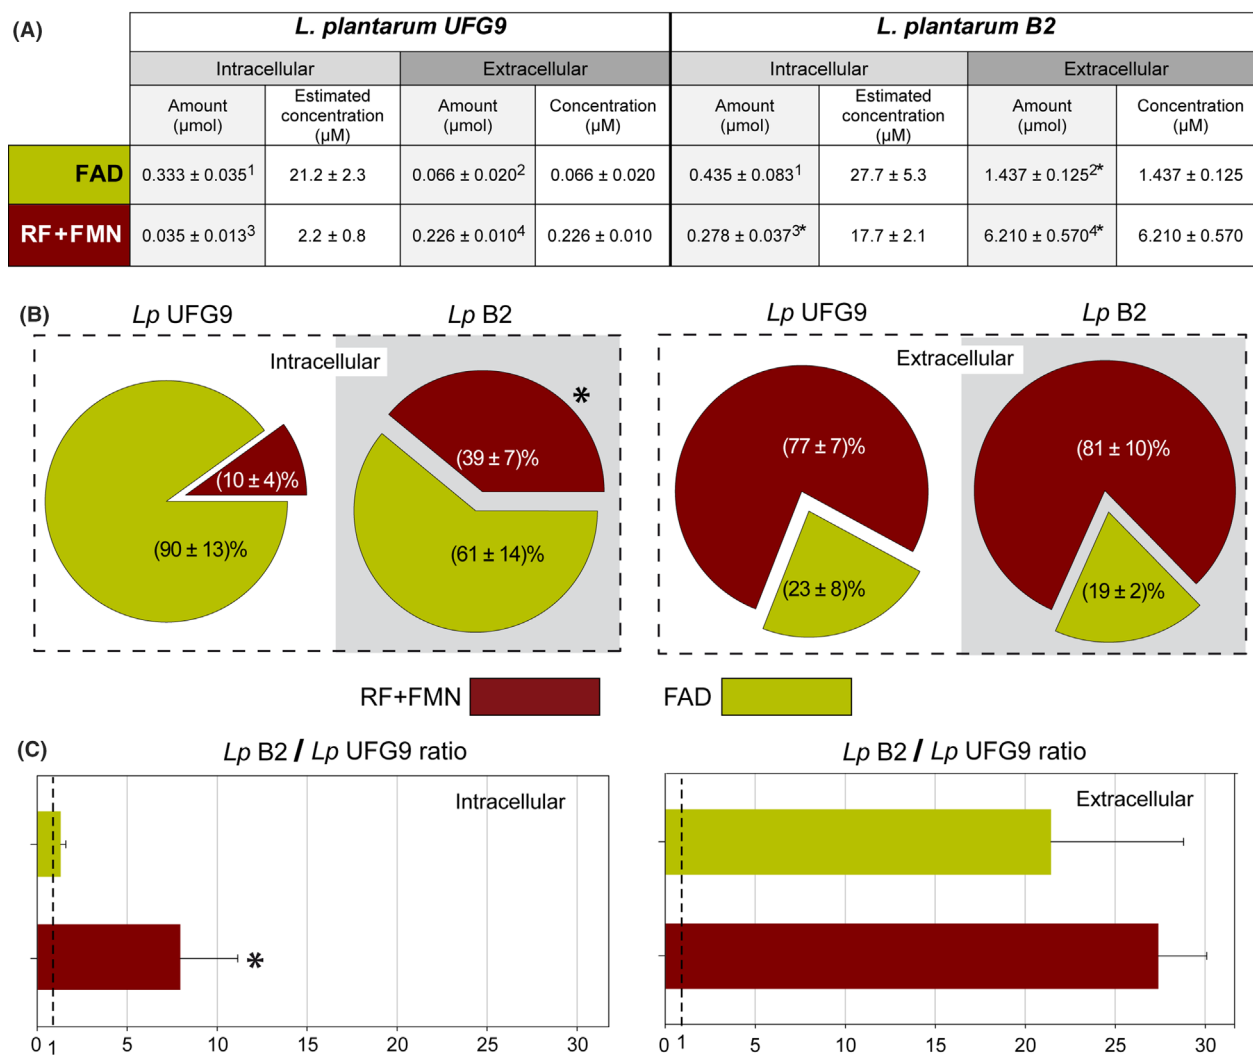 (A)
L. plantarum UFG9 L. plantarum B2
Intracellular Extracellular Intracellular Extracellular
Amount (µmol) Estimated concentration (µM) Amount (µmol) Concentration (µM) Amount (µmol) Estimated concentration (µM) Amount (µmol) Concentration (µM)
FAD 0.333 ± 0.035¹ 21.2 ± 2.3 0.066 ± 0.020² 0.066 ± 0.020 0.435 ± 0.083¹ 27.7 ± 5.3 1.437 ± 0.125²* 1.437 ± 0.125
RF+FMN 0.035 ± 0.013³ 2.2 ± 0.8 0.226 ± 0.010⁴ 0.226 ± 0.010 0.278 ± 0.037³* 17.7 ± 2.1 6.210 ± 0.570⁴* 6.210 ± 0.570
(B)
Lp UFG9 Lp B2 Lp UFG9 Lp B2
Intracellular Extracellular
*
(10 ± 4)% (39 ± 7)% (77 ± 7)% (81 ± 10)%
(90 ± 13)% (61 ± 14)% (23 ± 8)% (19 ± 2)%
RF+FMN FAD
(C)
Lp B2 / Lp UFG9 ratio Lp B2 / Lp UFG9 ratio
Intracellular Extracellular
*
0 1 5 10 15 20 25 30
0 1 5 10 15 20 25 30